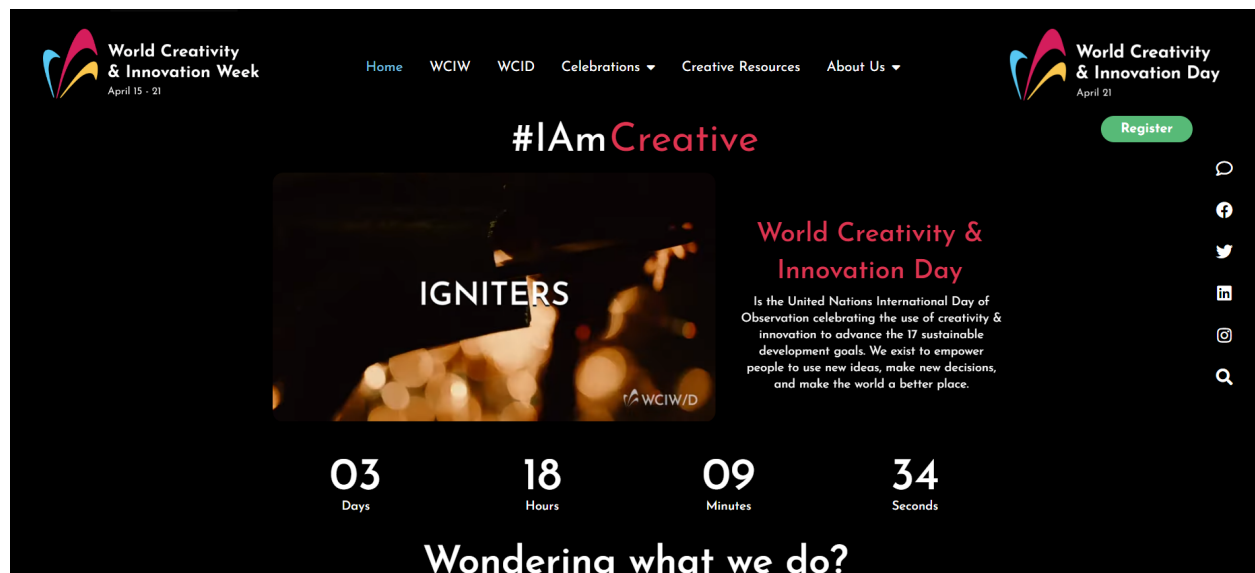 World Creativity
& Innovation Week
April 15 - 21
Home WCIW WCID Celebrations Creative Resources About Us
World Creativity
& Innovation Day
April 21
Register
#IAmCreative
IGNITERS
WCIW/D
World Creativity &
Innovation Day
Is the United Nations International Day of
Observation celebrating the use of creativity &
innovation to advance the 17 sustainable
development goals. We exist to empower
people to use new ideas, make new decisions,
and make the world a better place.
03 18 09 34
Days Hours Minutes Seconds
Wondering what we do?